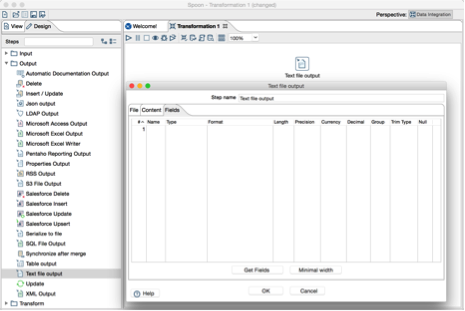 Spoon - Transformation 1 (changed)
Perspective: Data Integration
View Design
Welcome! Transformation 1
Steps
100%
Input
Output
Automatic Documentation Output
Delete
Insert / Update
Json output
LDAP Output
Microsoft Access Output
Microsoft Excel Output
Microsoft Excel Writer
Pentaho Reporting Output
Properties Output
RSS Output
S3 File Output
Salesforce Delete
Salesforce Insert
Salesforce Update
Salesforce Upsert
Serialize to file
SQL File Output
Synchronize after merge
Table output
Text file output
Update
XML Output
Transform
Text file output
Text file output
Step name Text file output
File Content Fields
# Name Type Format Length Precision Currency Decimal Group Trim Type Null
1
Get Fields Minimal width
Help OK Cancel